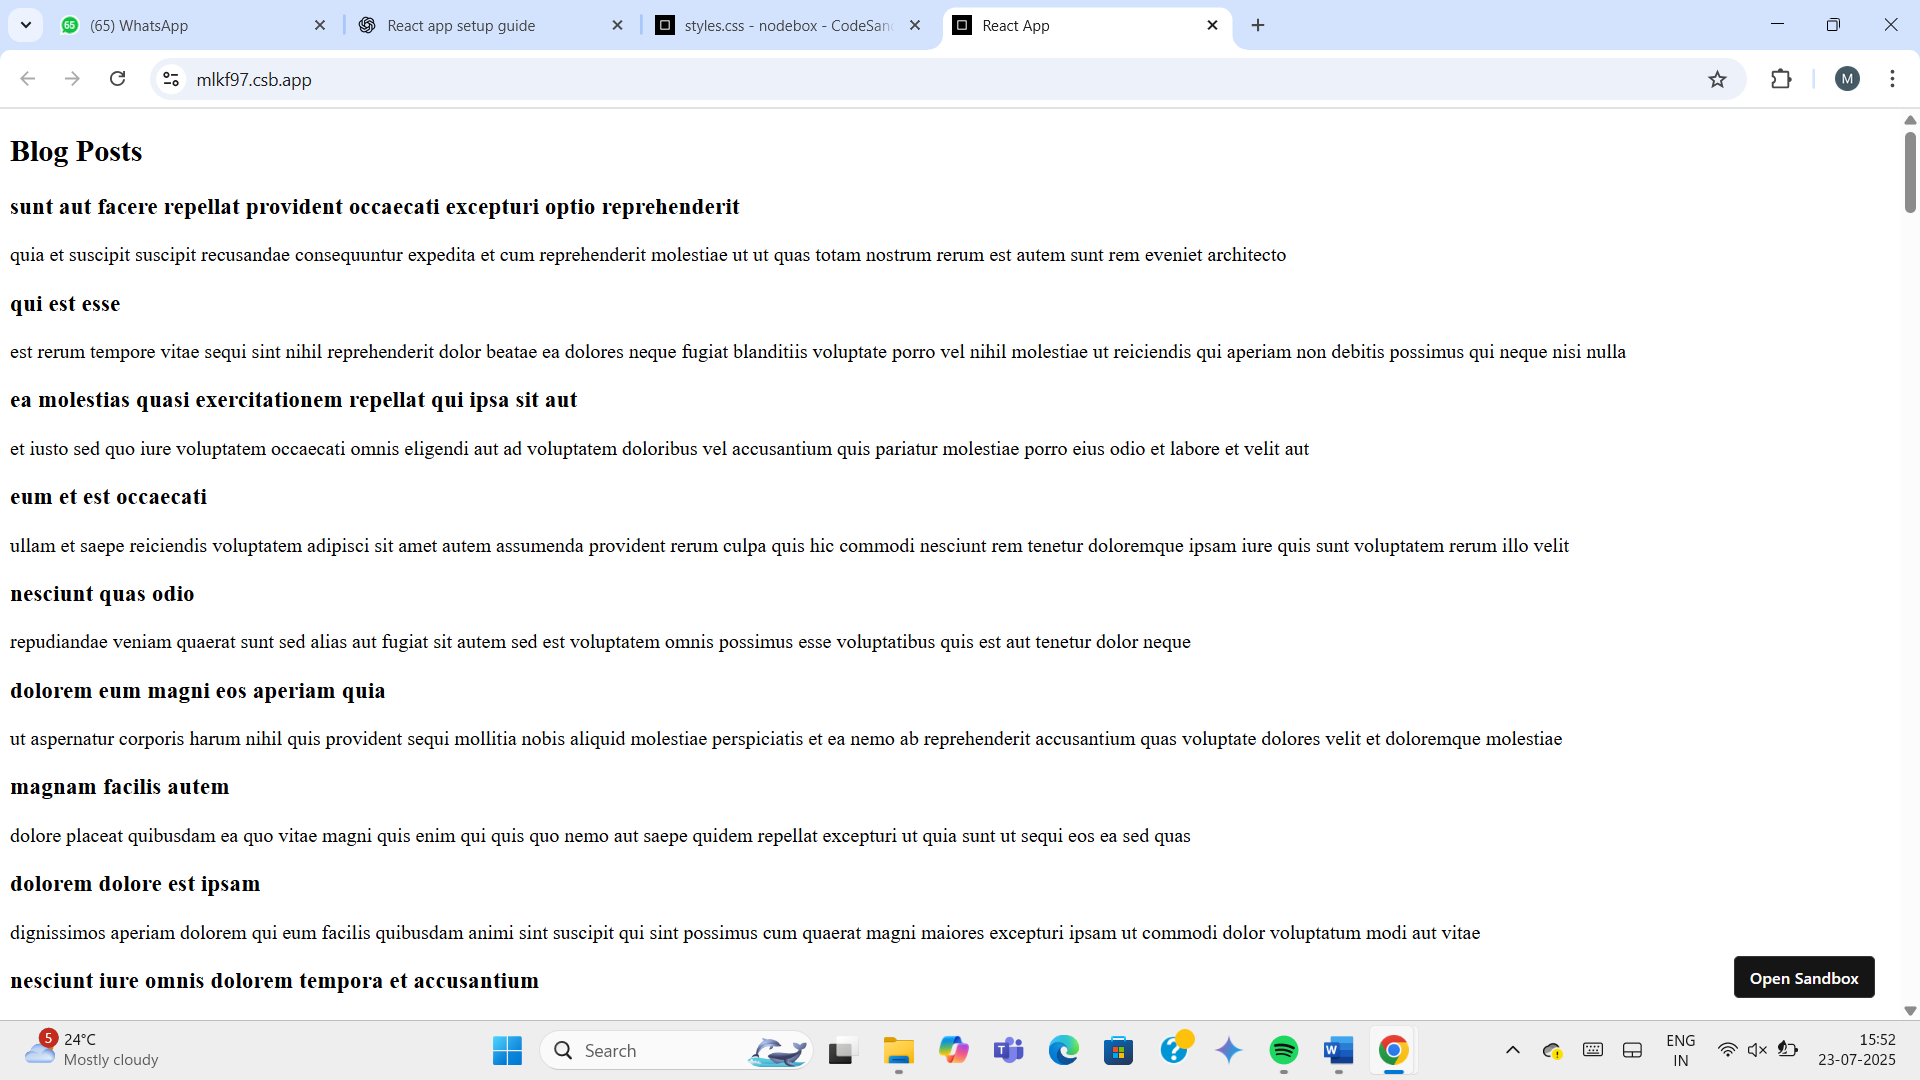 65
(65) WhatsApp
React app setup guide
styles.css - nodebox - CodeSan
React App
mlkf97.csb.app
M
Blog Posts
sunt aut facere repellat provident occaecati excepturi optio reprehenderit
quia et suscipit suscipit recusandae consequuntur expedita et cum reprehenderit molestiae ut ut quas totam nostrum rerum est autem sunt rem eveniet architecto
qui est esse
est rerum tempore vitae sequi sint nihil reprehenderit dolor beatae ea dolores neque fugiat blanditiis voluptate porro vel nihil molestiae ut reiciendis qui aperiam non debitis possimus qui neque nisi nulla
ea molestias quasi exercitationem repellat qui ipsa sit aut
et iusto sed quo iure voluptatem occaecati omnis eligendi aut ad voluptatem doloribus vel accusantium quis pariatur molestiae porro eius odio et labore et velit aut
eum et est occaecati
ullam et saepe reiciendis voluptatem adipisci sit amet autem assumenda provident rerum culpa quis hic commodi nesciunt rem tenetur doloremque ipsam iure quis sunt voluptatem rerum illo velit
nesciunt quas odio
repudiandae veniam quaerat sunt sed alias aut fugiat sit autem sed est voluptatem omnis possimus esse voluptatibus quis est aut tenetur dolor neque
dolorem eum magni eos aperiam quia
ut aspernatur corporis harum nihil quis provident sequi mollitia nobis aliquid molestiae perspiciatis et ea nemo ab reprehenderit accusantium quas voluptate dolores velit et doloremque molestiae
magnam facilis autem
dolore placeat quibusdam ea quo vitae magni quis enim qui quis quo nemo aut saepe quidem repellat excepturi ut quia sunt ut sequi eos ea sed quas
dolorem dolore est ipsam
dignissimos aperiam dolorem qui eum facilis quibusdam animi sint suscipit qui sint possimus cum quaerat magni maiores excepturi ipsam ut commodi dolor voluptatum modi aut vitae
nesciunt iure omnis dolorem tempora et accusantium
Open Sandbox
5
24°C
Mostly cloudy
Search
ENG
IN
15:52
23-07-2025